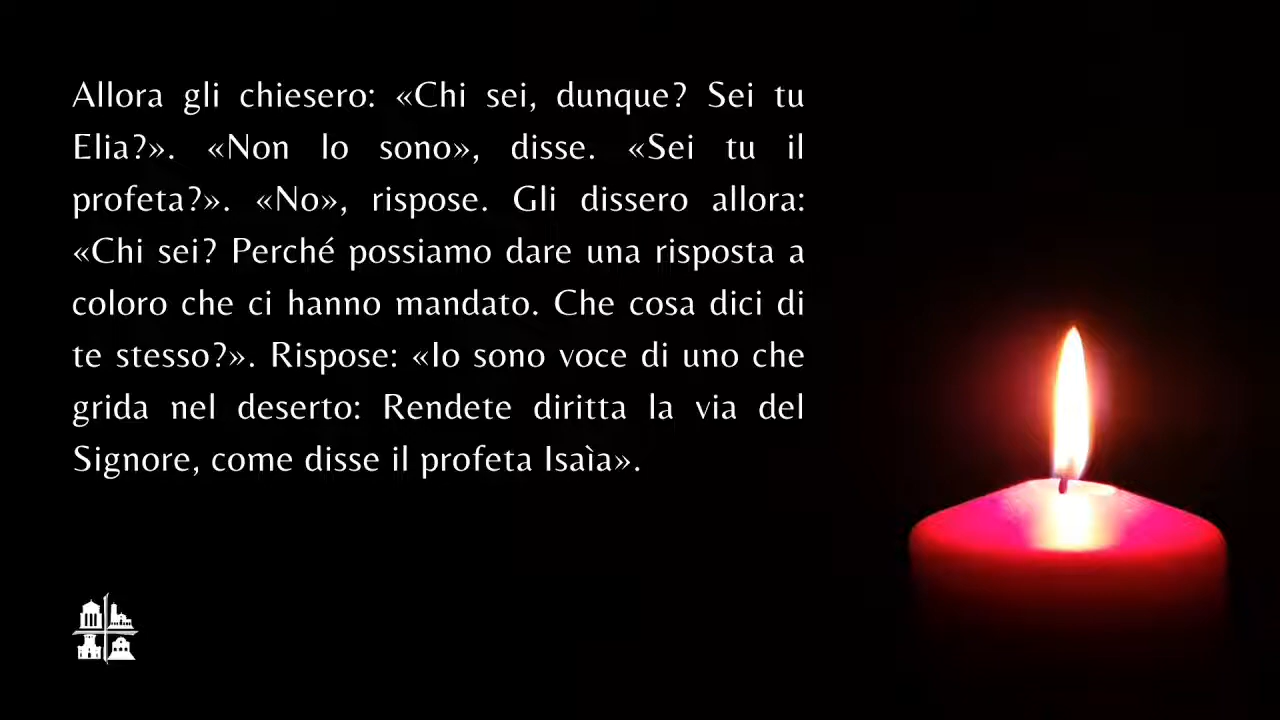 Allora gli chiesero: «Chi sei, dunque? Sei tu
Elia?». «Non lo sono», disse. «Sei tu il
profeta?». «No», rispose. Gli dissero allora:
«Chi sei? Perché possiamo dare una risposta a
coloro che ci hanno mandato. Che cosa dici di
te stesso?». Rispose: «Io sono voce di uno che
grida nel deserto: Rendete diritta la via del
Signore, come disse il profeta Isaìa».